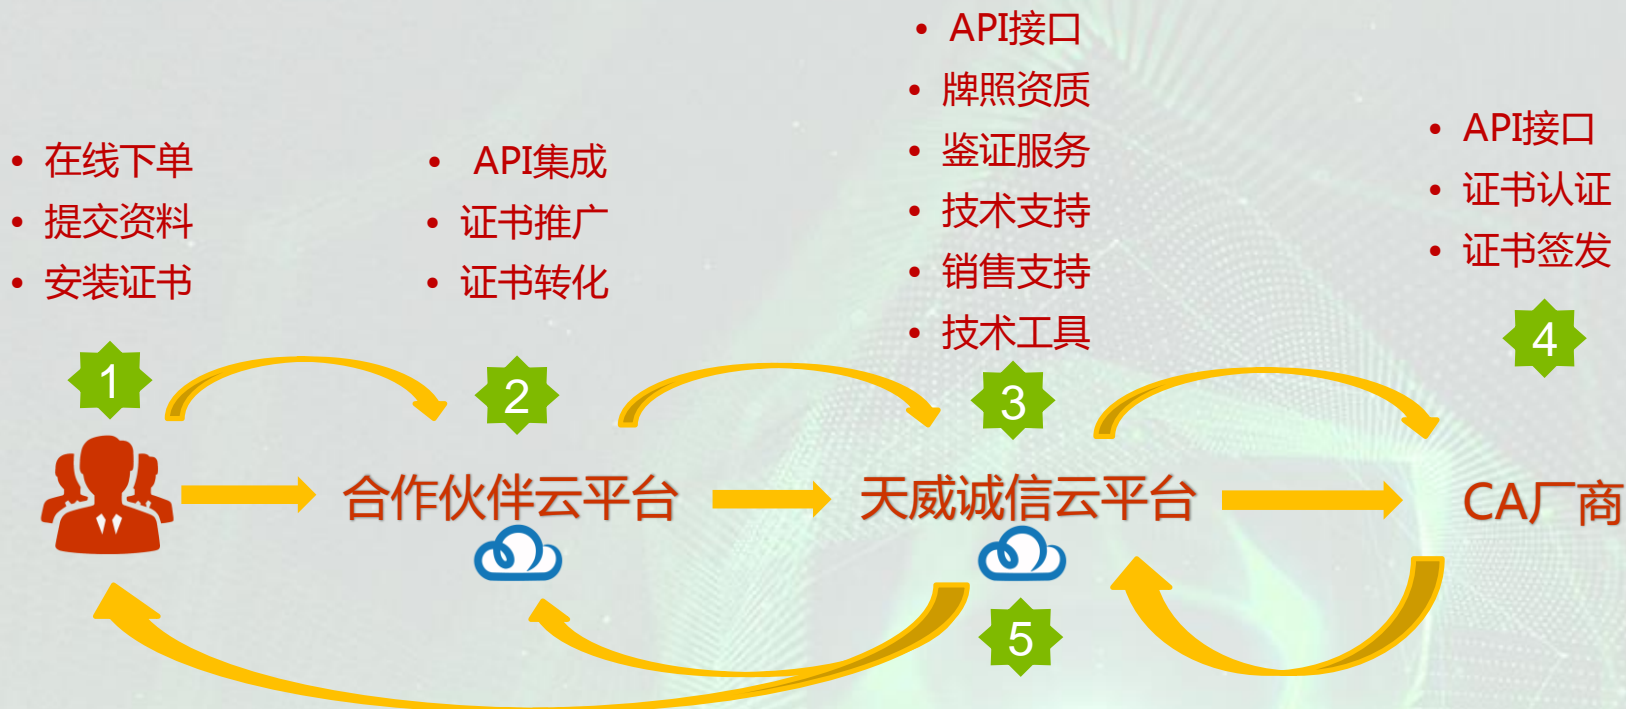 • 在线下单
• 提交资料
• 安装证书
1
• API集成
• 证书推广
• 证书转化
2
• API接口
• 牌照资质
• 鉴证服务
• 技术支持
• 销售支持
• 技术工具
3
• API接口
• 证书认证
• 证书签发
4
合作伙伴云平台
天威诚信云平台
CA厂商
5